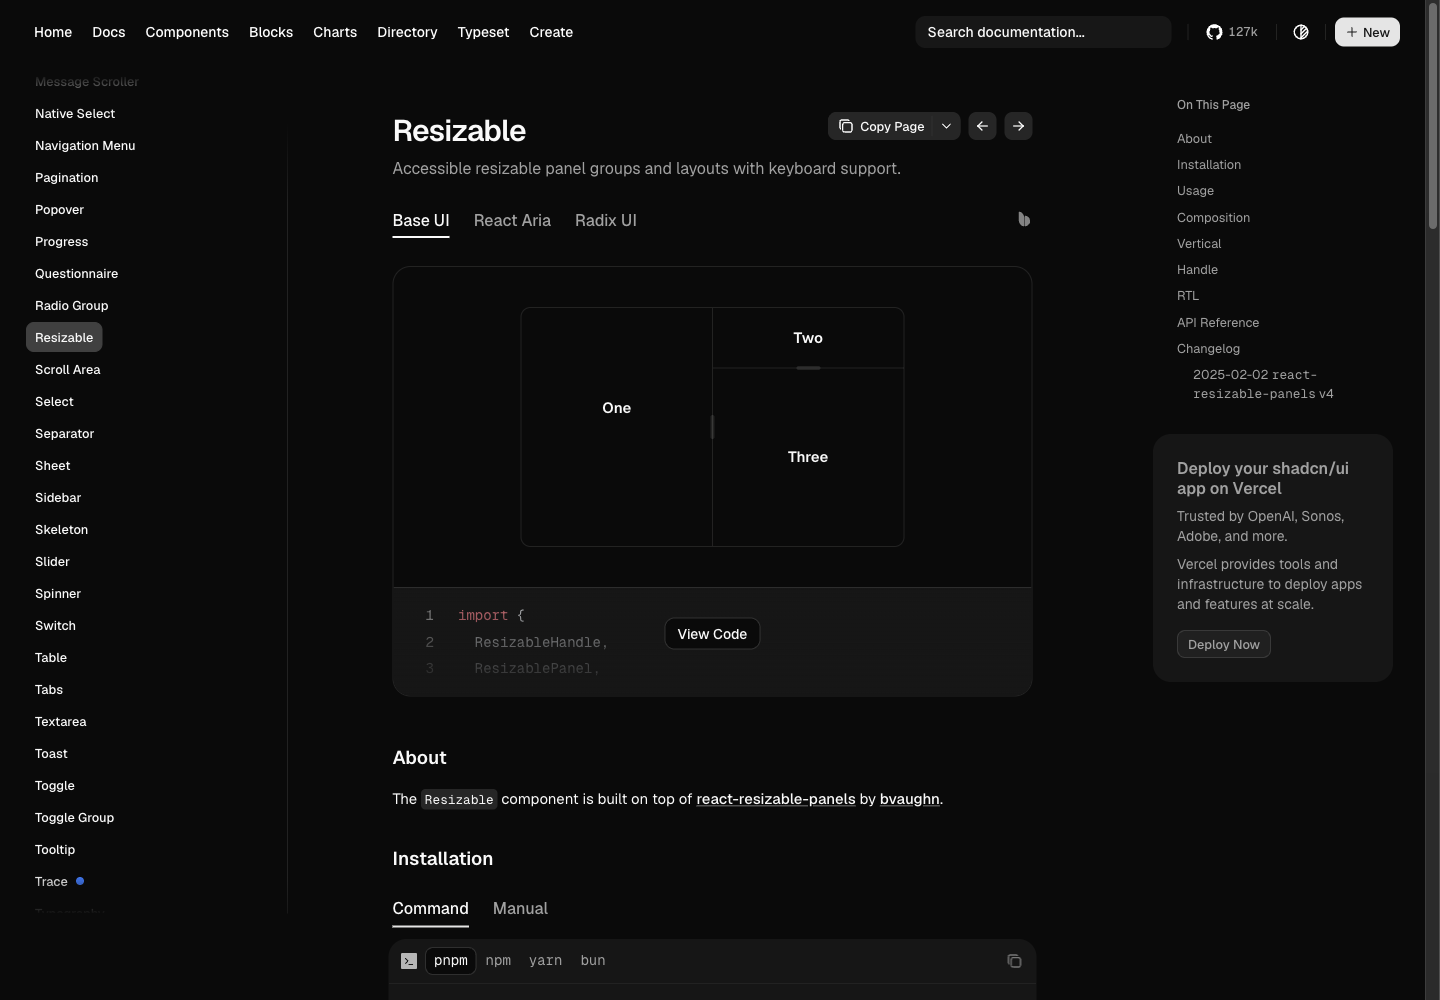 Home Docs Components Blocks Charts Directory Typeset Create
Search documentation...
127k
New
Message Scroller
Native Select
Navigation Menu
Pagination
Popover
Progress
Questionnaire
Radio Group
Resizable
Scroll Area
Select
Separator
Sheet
Sidebar
Skeleton
Slider
Spinner
Switch
Table
Tabs
Textarea
Toast
Toggle
Toggle Group
Tooltip
Trace
Resizable
Copy Page
Accessible resizable panel groups and layouts with keyboard support.
Base UI React Aria Radix UI
One
Two
Three
1 import {
2 ResizableHandle,
3 ResizablePanel,
View Code
About
The Resizable component is built on top of react-resizable-panels by bvaughn.
Installation
Command Manual
pnpm npm yarn bun
On This Page
About
Installation
Usage
Composition
Vertical
Handle
RTL
API Reference
Changelog
2025-02-02 react-
resizable-panels v4
Deploy your shadcn/ui
app on Vercel
Trusted by OpenAI, Sonos,
Adobe, and more.
Vercel provides tools and
infrastructure to deploy apps
and features at scale.
Deploy Now